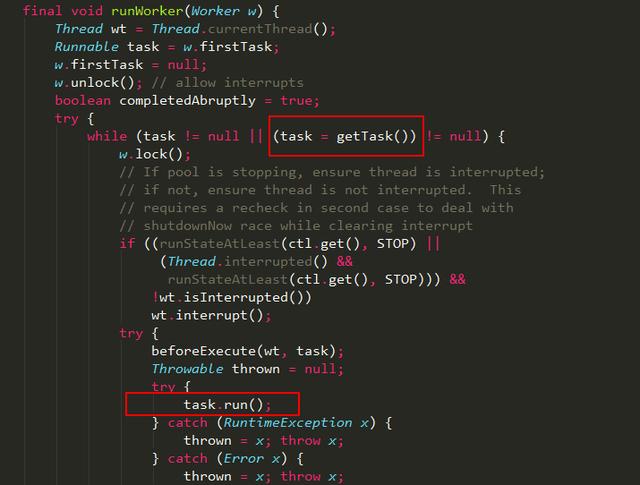 final void runWorker(Worker w) {
Thread wt = Thread.currentThread();
Runnable task = w.firstTask;
w.firstTask = null;
w.unlock(); // allow interrupts
boolean completedAbruptly = true;
try {
while (task != null || (task = getTask()) != null) {
w.lock();
// If pool is stopping, ensure thread is interrupted;
// if not, ensure thread is not interrupted.  This
// requires a recheck in second case to deal with
// shutdownNow race while clearing interrupt
if ((runStateAtLeast(ctl.get(), STOP) ||
(Thread.interrupted() &&
runStateAtLeast(ctl.get(), STOP))) &&
!wt.isInterrupted())
wt.interrupt();
try {
beforeExecute(wt, task);
Throwable thrown = null;
try {
task.run();
} catch (RuntimeException x) {
thrown = x; throw x;
} catch (Error x) {
thrown = x; throw x;